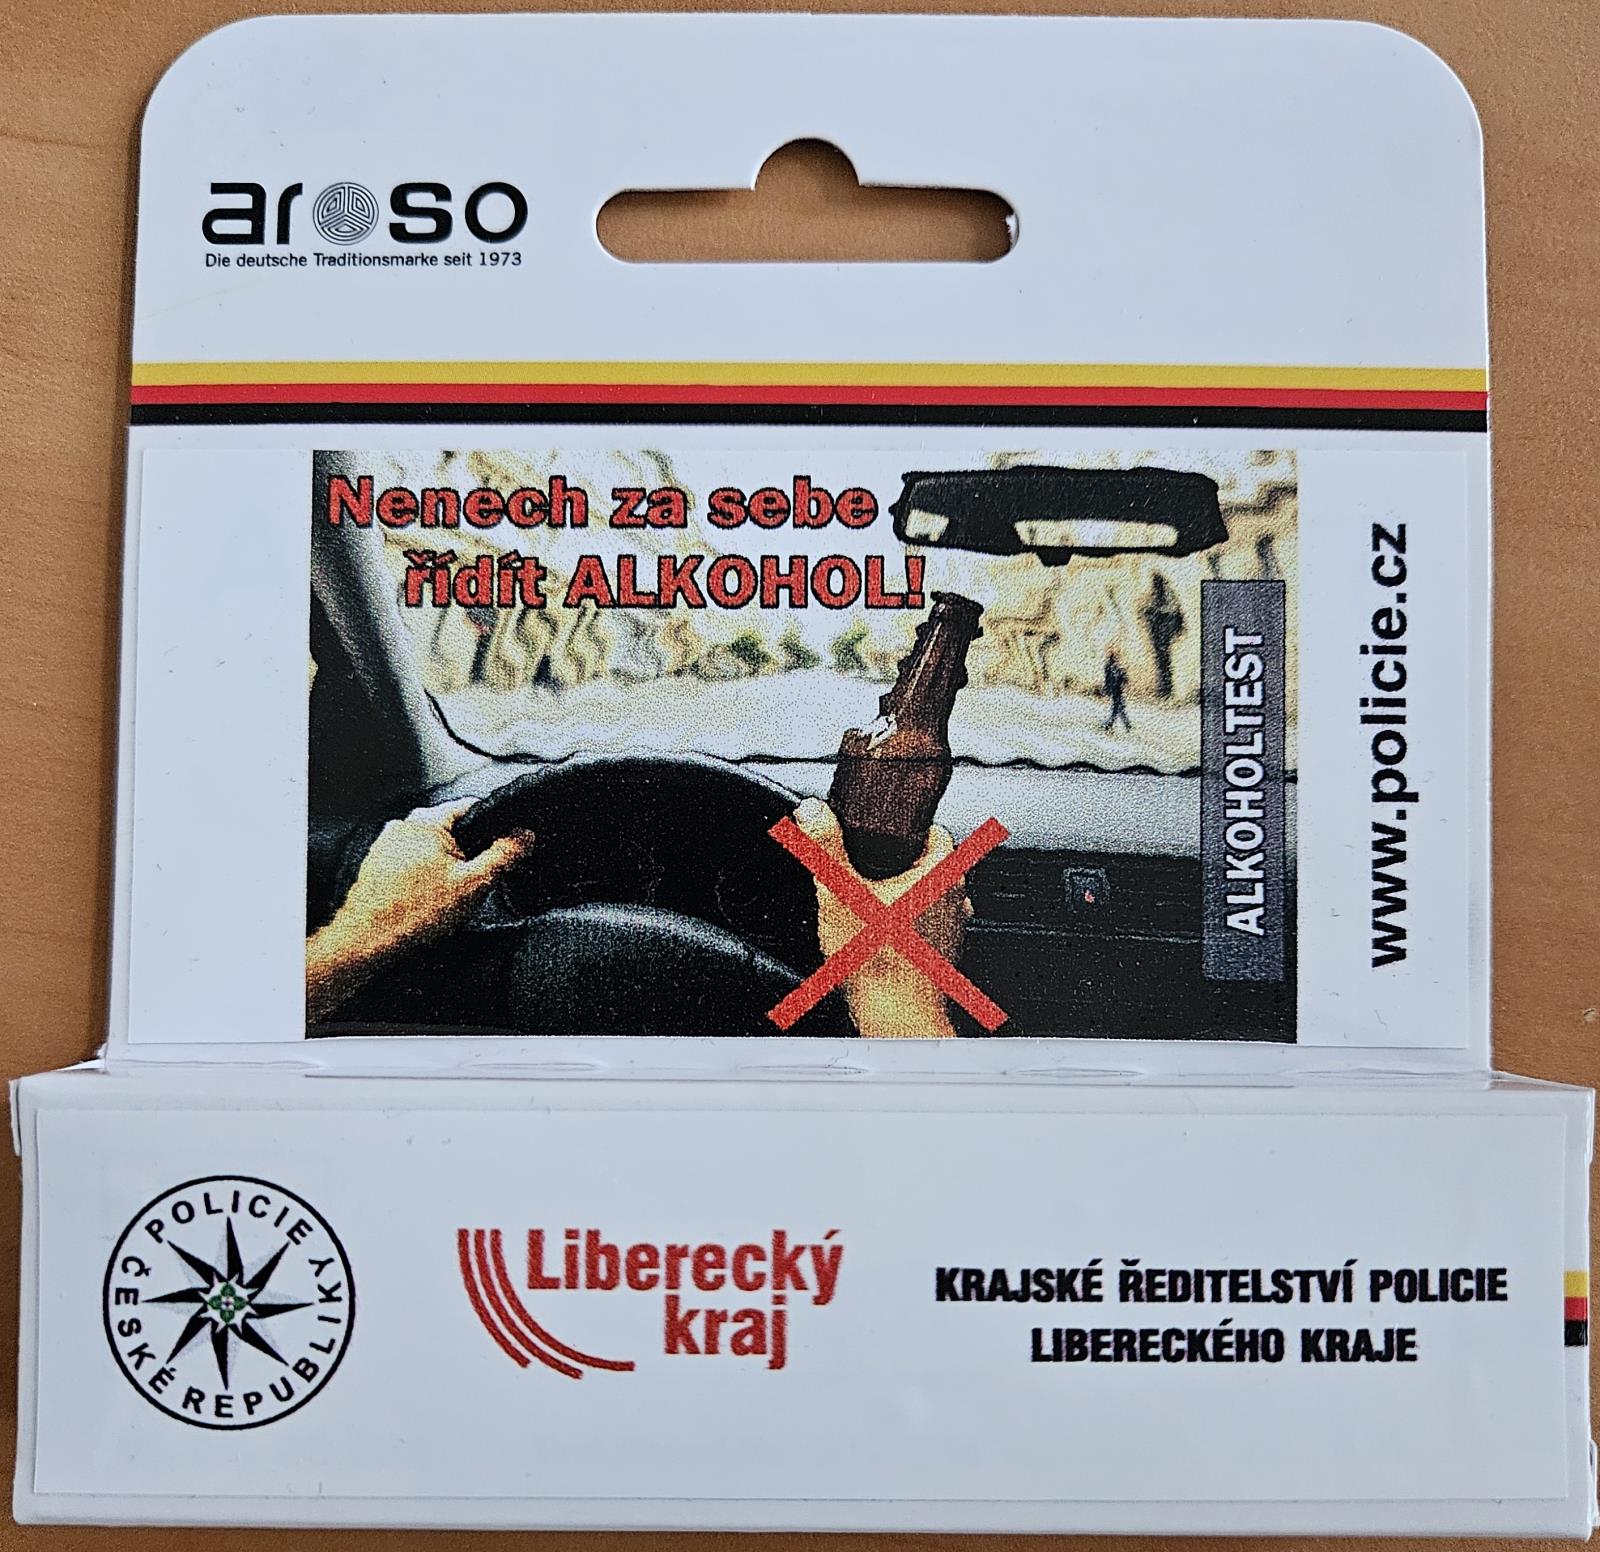 aroso
Die deutsche Traditionsmarke seit 1973
Nenech za sebe
řídít ALKOHOL!
ALKOHOLTEST
www.policie.cz
POLICIE ČESKÉ REPUBLIKY
Liberecký
kraj
KRAJSKÉ ŘEDITELSTVÍ POLICIE
LIBERECKÉHO KRAJE